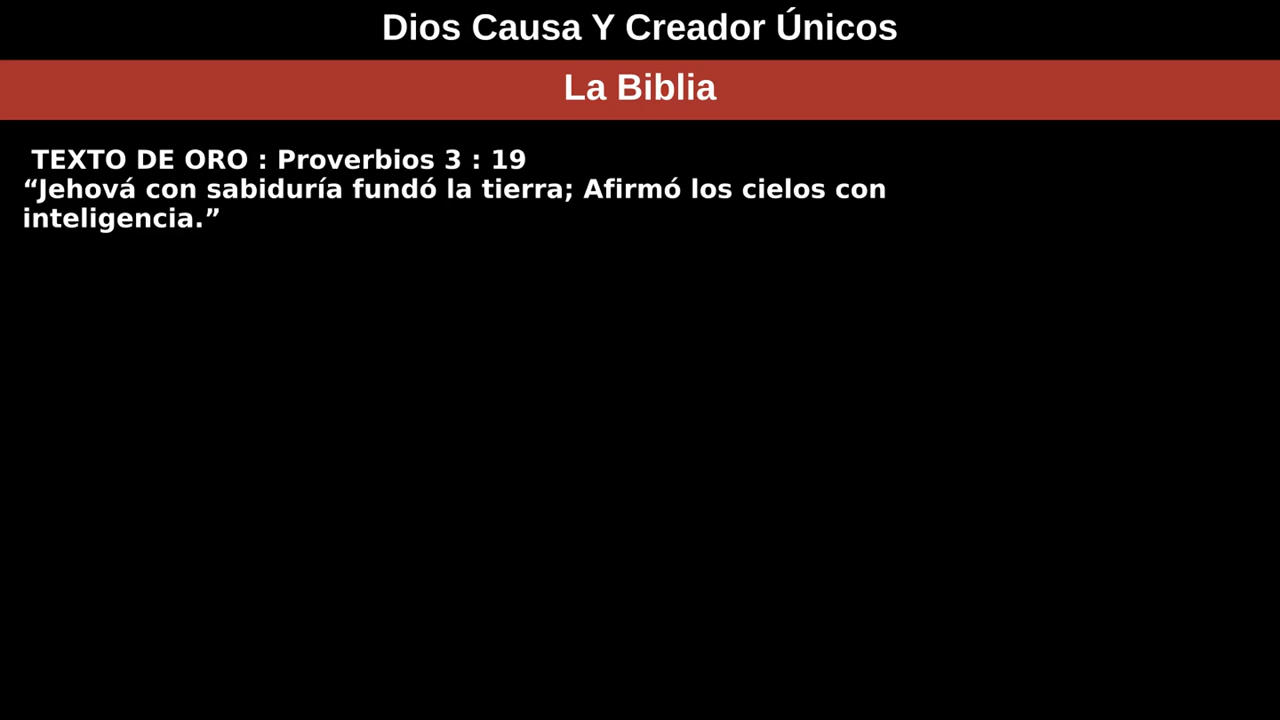 Dios Causa Y Creador Únicos
La Biblia
TEXTO DE ORO : Proverbios 3 : 19
“Jehová con sabiduría fundó la tierra; Afirmó los cielos con
inteligencia.”